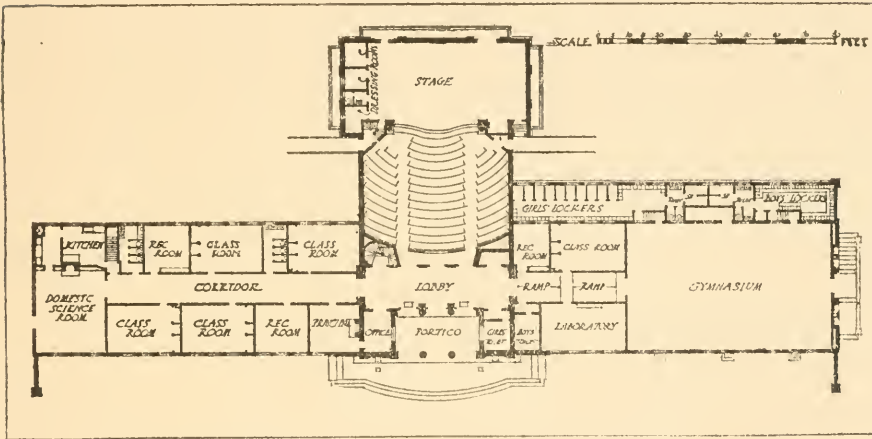 SCALE
FEET
DRESSING ROOM
STAGE
GIRLS LOCKERS
BOYS LOCKERS
KITCHEN
REC
ROOM
CLASS
ROOM
CLASS
ROOM
REC
ROOM
CLASS ROOM
CORRIDOR
LOBBY
RAMP
RAMP
GYMNASIUM
DOMESTIC
SCIENCE
ROOM
CLASS
ROOM
CLASS
ROOM
REC
ROOM
OFFICE
PORTICO
GIRLS
TOILET
BOYS
TOILET
LABORATORY